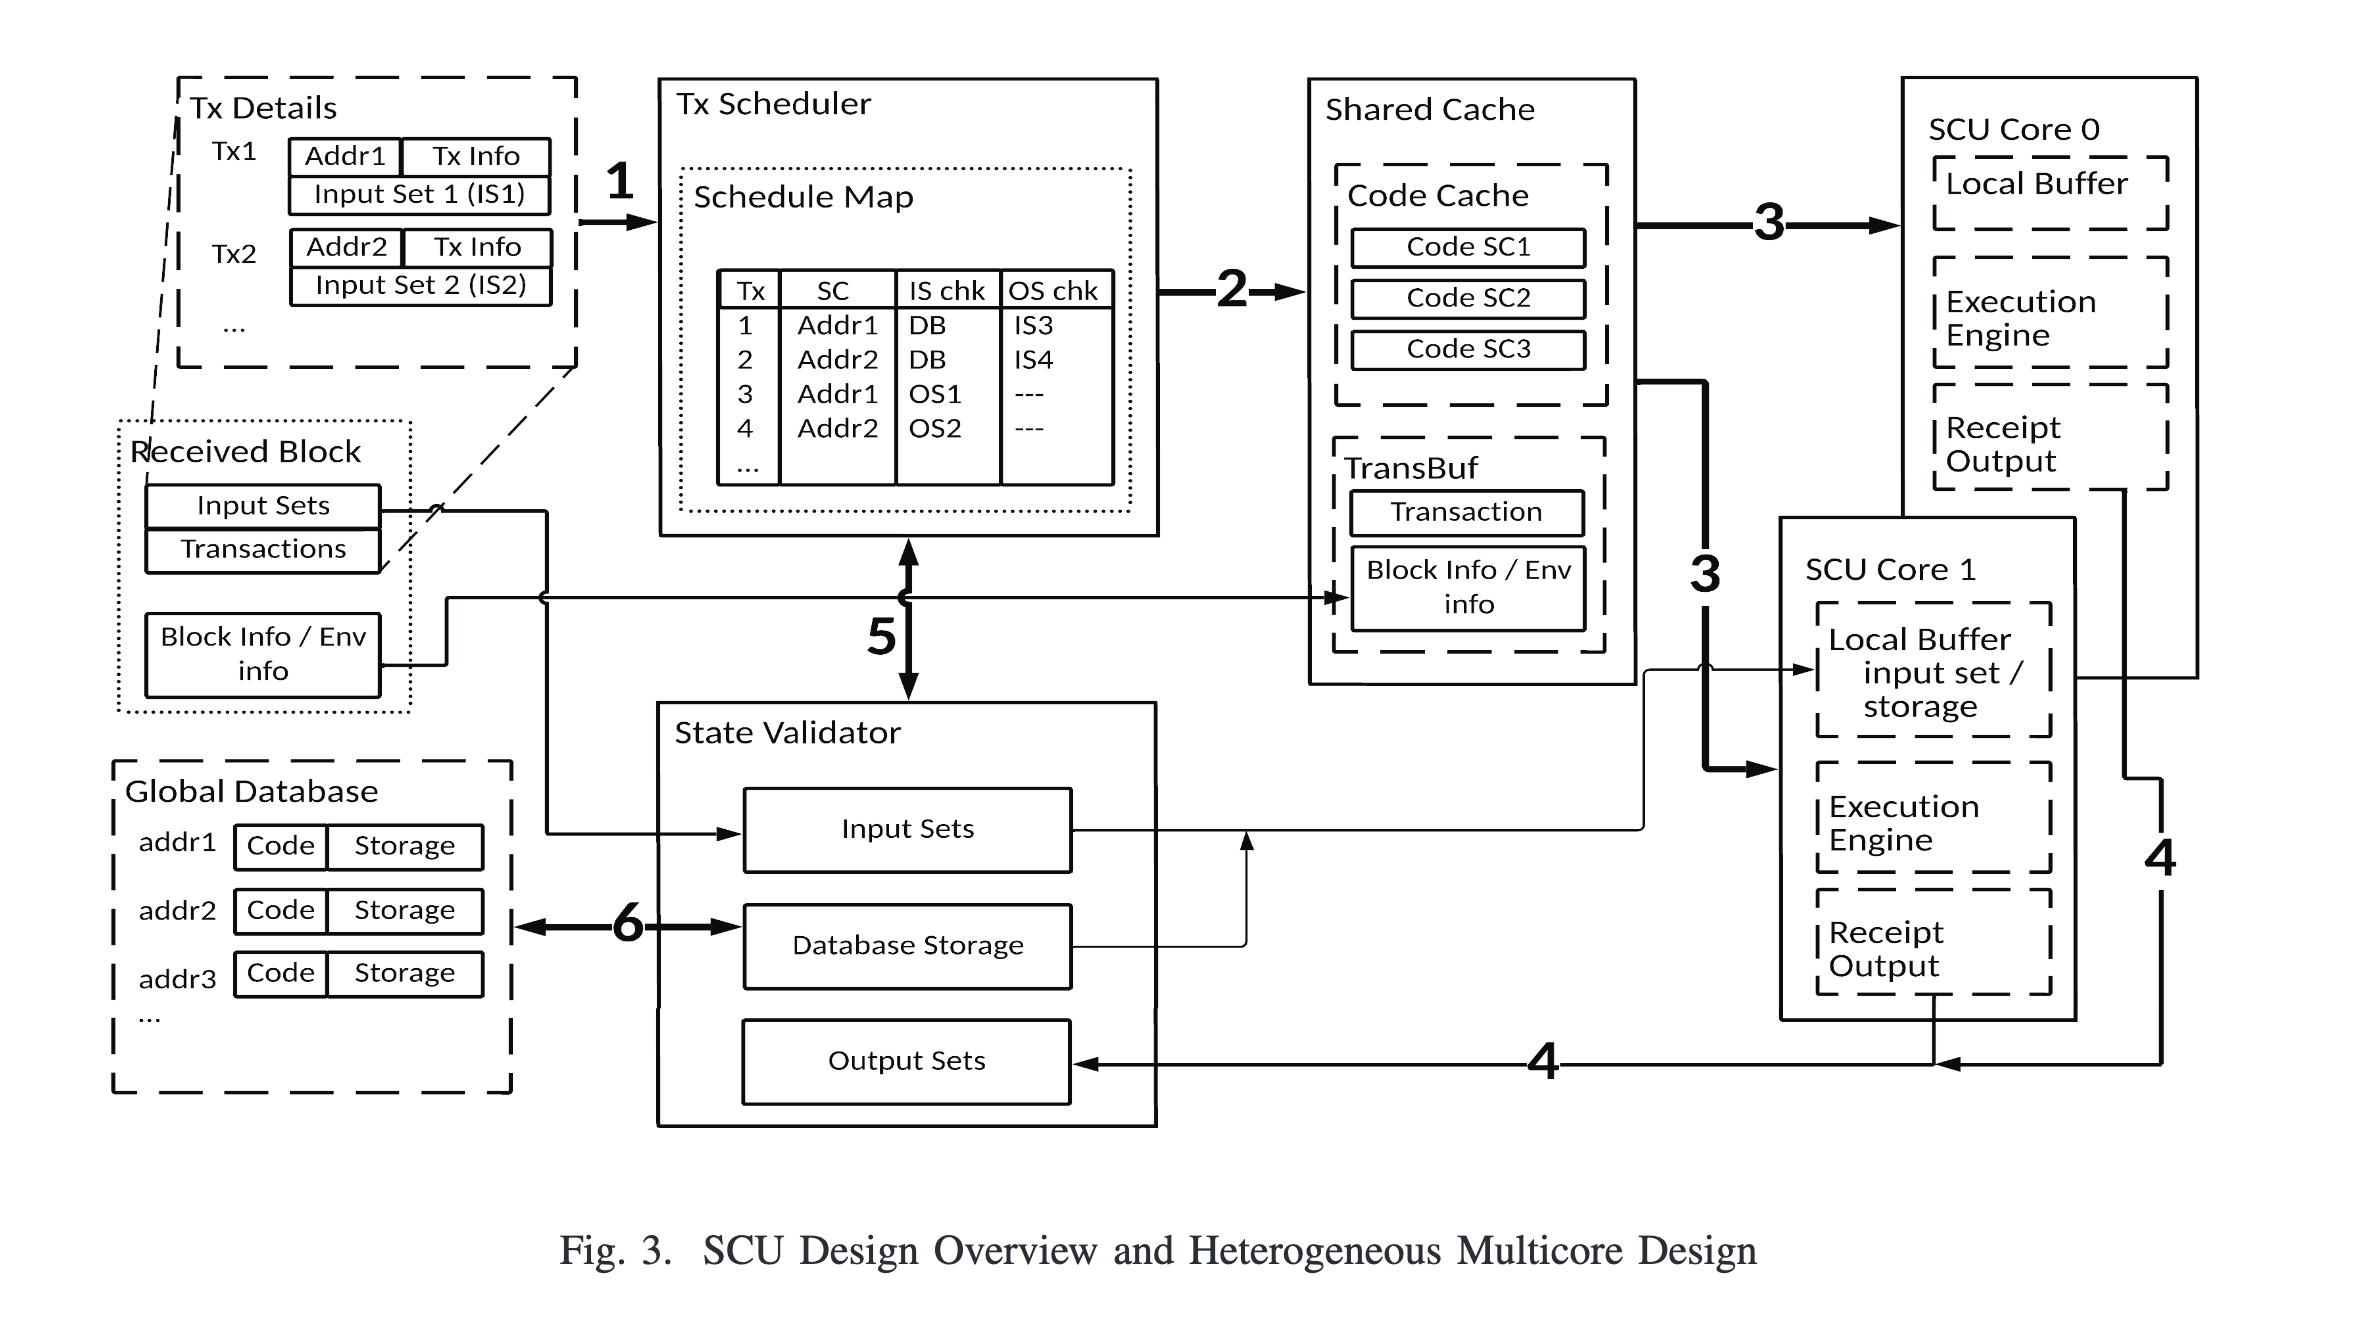 Tx Details
Tx1
Addr1 Tx Info
Input Set 1 (IS1)
Tx2
Addr2 Tx Info
Input Set 2 (IS2)
...
Received Block
Input Sets
Transactions
Block Info / Env
info
Global Database
addr1 Code Storage
addr2 Code Storage
addr3 Code Storage
...
1
Tx Scheduler
Schedule Map
Tx SC IS chk OS chk
1 Addr1 DB IS3
2 Addr2 DB IS4
3 Addr1 OS1 ---
4 Addr2 OS2 ---
...
5
State Validator
Input Sets
6
Database Storage
Output Sets
2
Shared Cache
Code Cache
Code SC1
Code SC2
Code SC3
TransBuf
Transaction
Block Info / Env
info
3
3
SCU Core 0
Local Buffer
Execution
Engine
Receipt
Output
SCU Core 1
Local Buffer
input set /
storage
Execution
Engine
Receipt
Output
4
4
Fig. 3. SCU Design Overview and Heterogeneous Multicore Design